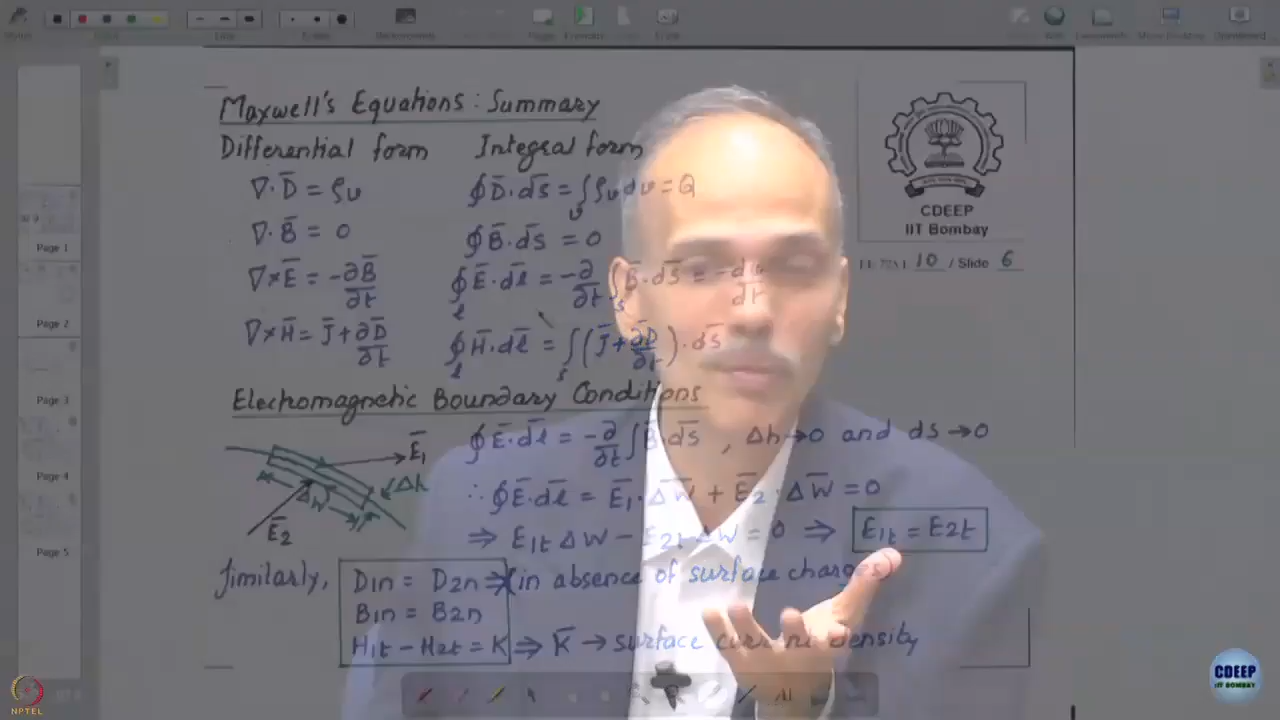 Maxwell's Equations: Summary
Differential form Integral form
∇·D̄ = ρv ∮D̄·ds̄ = ∫v ρv dv = Q
∇·B̄ = 0 ∮B̄·ds̄ = 0
∇×Ē = -∂B̄/∂t ∮l Ē·dl̄ = -∂/∂t ∫s B̄·ds̄ =
∇×H̄ = J̄+∂D̄/∂t ∮l H̄·dl̄ = ∫s (J̄+∂D̄/∂t)·ds̄
CDEEP
IIT Bombay
10 / Slide 6
Electromagnetic Boundary Conditions
∮Ē·dl̄ = -∂/∂t ∫B̄·ds̄ , Δh→0 and ds→0
∴ ∮Ē·dl̄ = Ē1·ΔW̄ + Ē2·ΔW̄ = 0
⇒ E1t ΔW - E2t ΔW = 0 ⇒ E1t = E2t
Ē1
Δh
ΔW
Ē2
Similarly, D1n = D2n ⇒ (in absence of surface charges)
B1n = B2n
H1t - H2t = K ⇒ K̄ → surface current density
Page 1
Page 2
Page 3
Page 4
Page 5
NPTEL
CDEEP
IIT BOMBAY